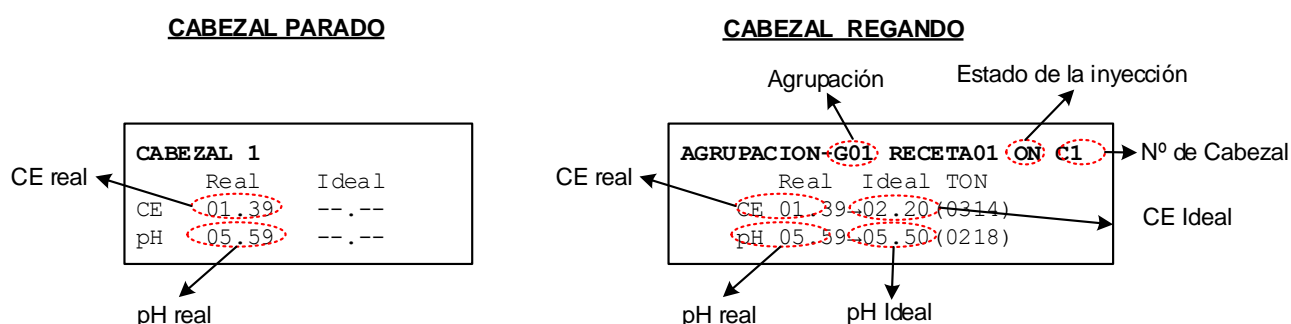 CABEZAL PARADO
CABEZAL 1
Real Ideal
CE 01.39 --.--
pH 05.59 --.--
CE real
pH real
CABEZAL REGANDO
Agrupación
Estado de la inyección
AGRUPACION-G01 RECETA01 ON C1
Real Ideal TON
CE 01.39→02.20(0314)
pH 05.59→05.50(0218)
CE real
Nº de Cabezal
CE Ideal
pH real
pH Ideal